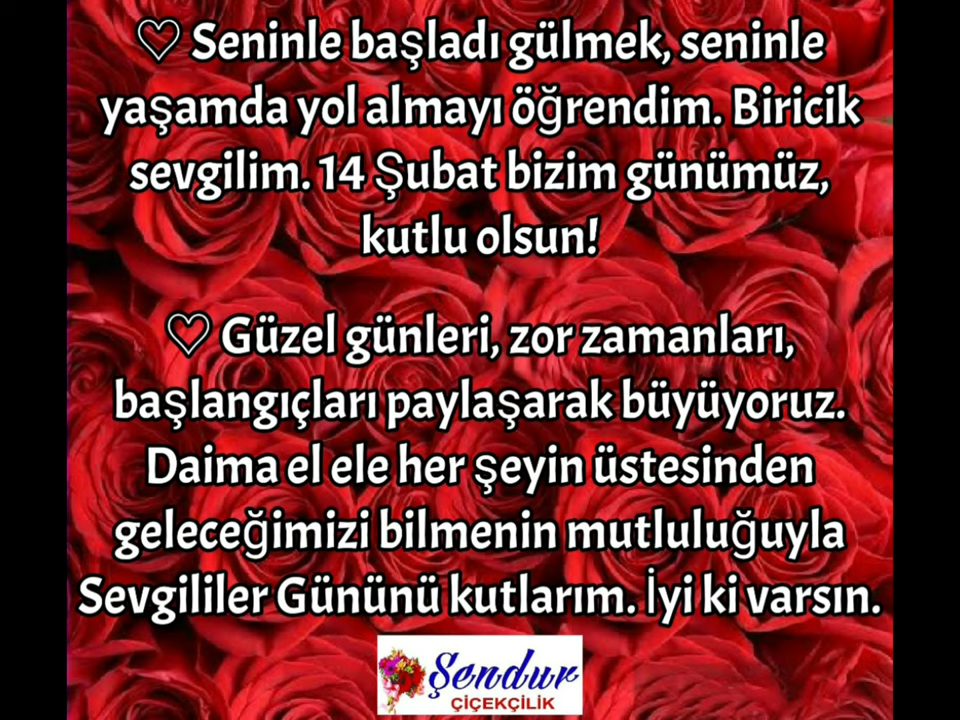 ♡ Seninle başladı gülmek, seninle
yaşamda yol almayı öğrendim. Biricik
sevgilim. 14 Şubat bizim günümüz,
kutlu olsun!
♡ Güzel günleri, zor zamanları,
başlangıçları paylaşarak büyüyoruz.
Daima el ele her şeyin üstesinden
geleceğimizi bilmenin mutluluğuyla
Sevgililer Gününü kutlarım. İyi ki varsın.
Şendur
ÇİÇEKÇİLİK